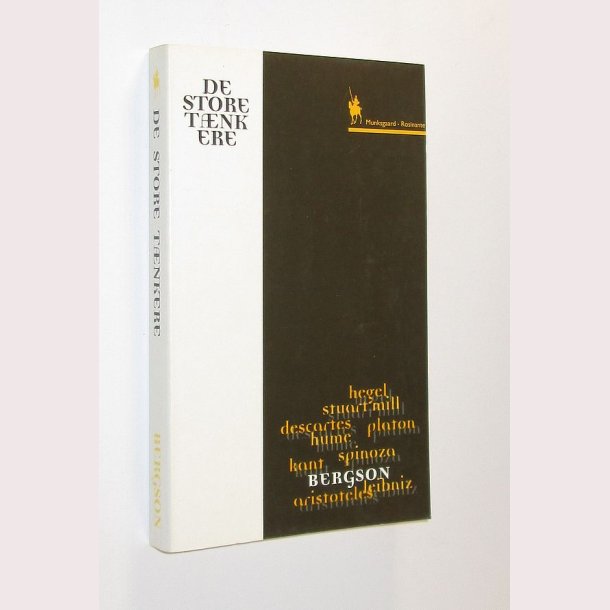 DE STORE TÆNKERE
BERGSON
DE
STORE
TÆNK
ERE
Munksgaard · Rosinante
hegel
stuart mill
descartes platon
hume
kant spinoza
BERGSON
leibniz
aristoteles